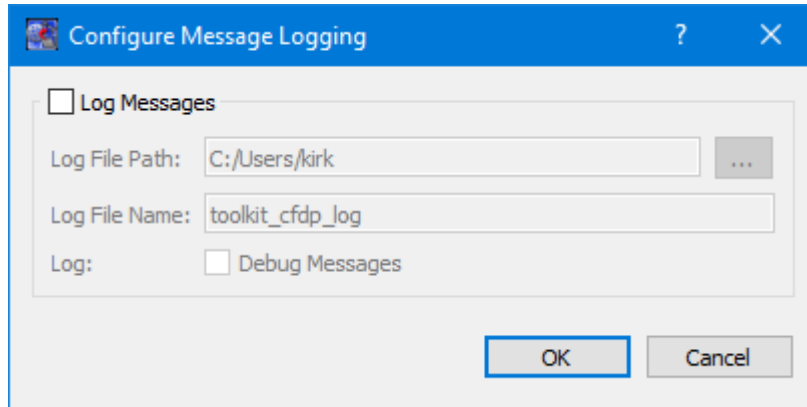 Configure Message Logging
Log Messages
Log File Path: C:/Users/kirk ...
Log File Name: toolkit_cfdp_log
Log: Debug Messages
OK Cancel